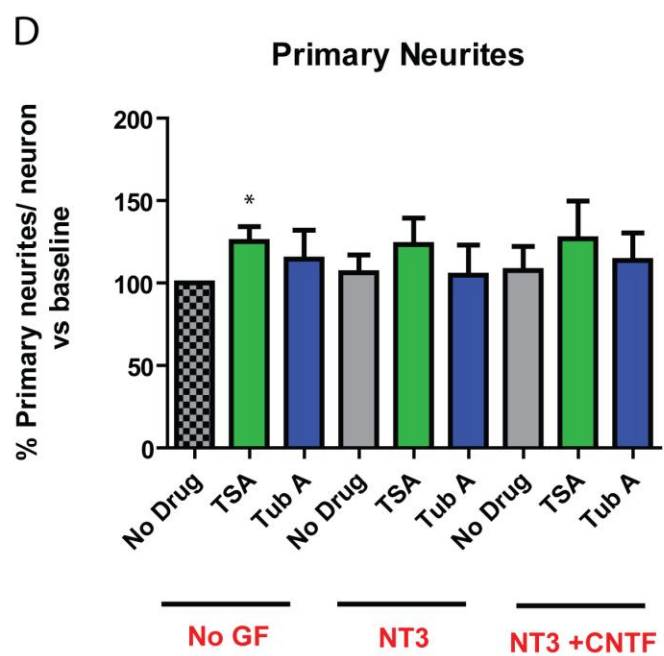 D
Primary Neurites
% Primary neurites/ neuron
vs baseline
200
150
100
50
0
*
No Drug
TSA
Tub A
No Drug
TSA
Tub A
No Drug
TSA
Tub A
No GF
NT3
NT3 +CNTF